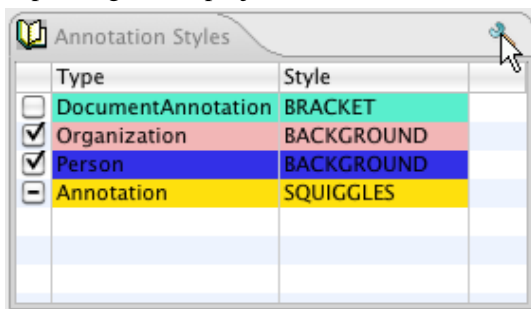 Annotation Styles
Type Style
DocumentAnnotation BRACKET
Organization BACKGROUND
Person BACKGROUND
Annotation SQUIGGLES